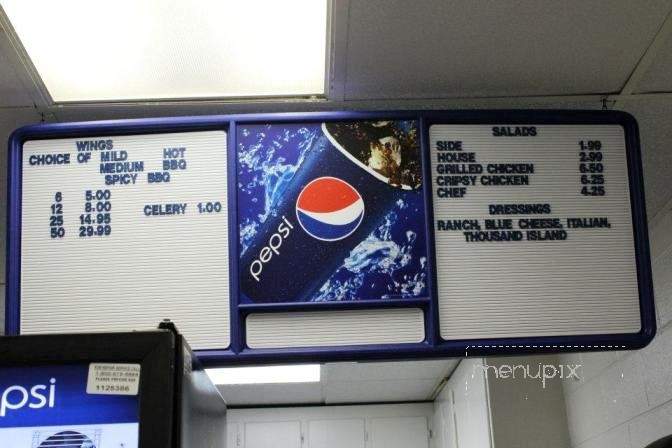 WINGS
CHOICE OF MILD HOT
MEDIUM BBQ
SPICY BBQ
6 5.00
12 8.00
25 14.95
50 29.99
CELERY 1.00
pepsi
SALADS
SIDE 1.99
HOUSE 2.99
GRILLED CHICKEN 6.50
CRIPSY CHICKEN 6.25
CHEF 4.25
DRESSINGS
RANCH, BLUE CHEESE, ITALIAN,
THOUSAND ISLAND
menupix
psi
1125386